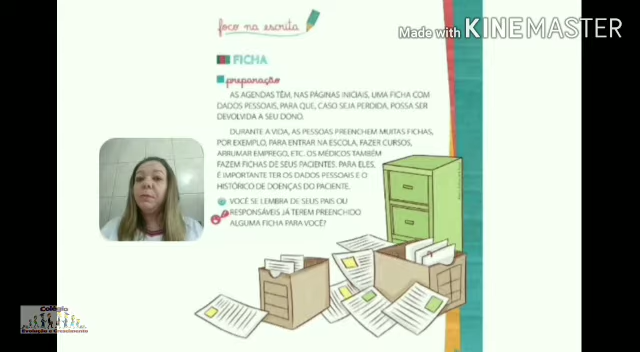 foco na escrita
Made with KINEMASTER
FICHA
preparação
AS AGENDAS TÊM, NAS PÁGINAS INICIAIS, UMA FICHA COM
DADOS PESSOAIS, PARA QUE, CASO SEJA PERDIDA, POSSA SER
DEVOLVIDA A SEU DONO.
DURANTE A VIDA, AS PESSOAS PREENCHEM MUITAS FICHAS,
POR EXEMPLO, PARA ENTRAR NA ESCOLA, FAZER CURSOS,
ARRUMAR EMPREGO, ETC. OS MÉDICOS TAMBÉM
FAZEM FICHAS DE SEUS PACIENTES. PARA ELES,
É IMPORTANTE TER OS DADOS PESSOAIS E O
HISTÓRICO DE DOENÇAS DO PACIENTE.
VOCÊ SE LEMBRA DE SEUS PAIS OU
RESPONSÁVEIS JÁ TEREM PREENCHIDO
ALGUMA FICHA PARA VOCÊ?
Colégio
Evolução e Crescimento